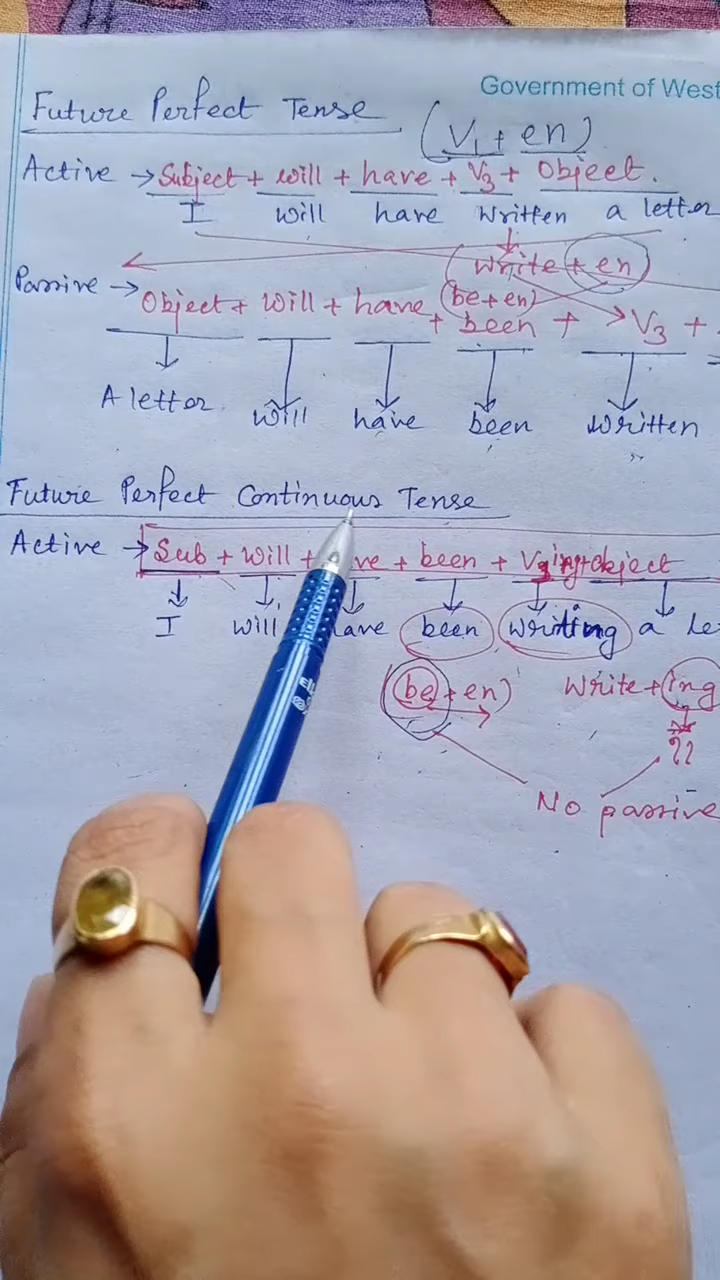 Government of West
Future Perfect Tense
(V1 + en)
Active → Subject + will + have + V3 + Object.
I will have written a letter
(write + en)
Passive → Object + will + have + been + V3 +
(be + en)
A letter will have been written
Future Perfect Continuous Tense
Active → Sub + will + + been + Ving + object
I will have been writing a Le
(be + en) Write + ing
??
No passive